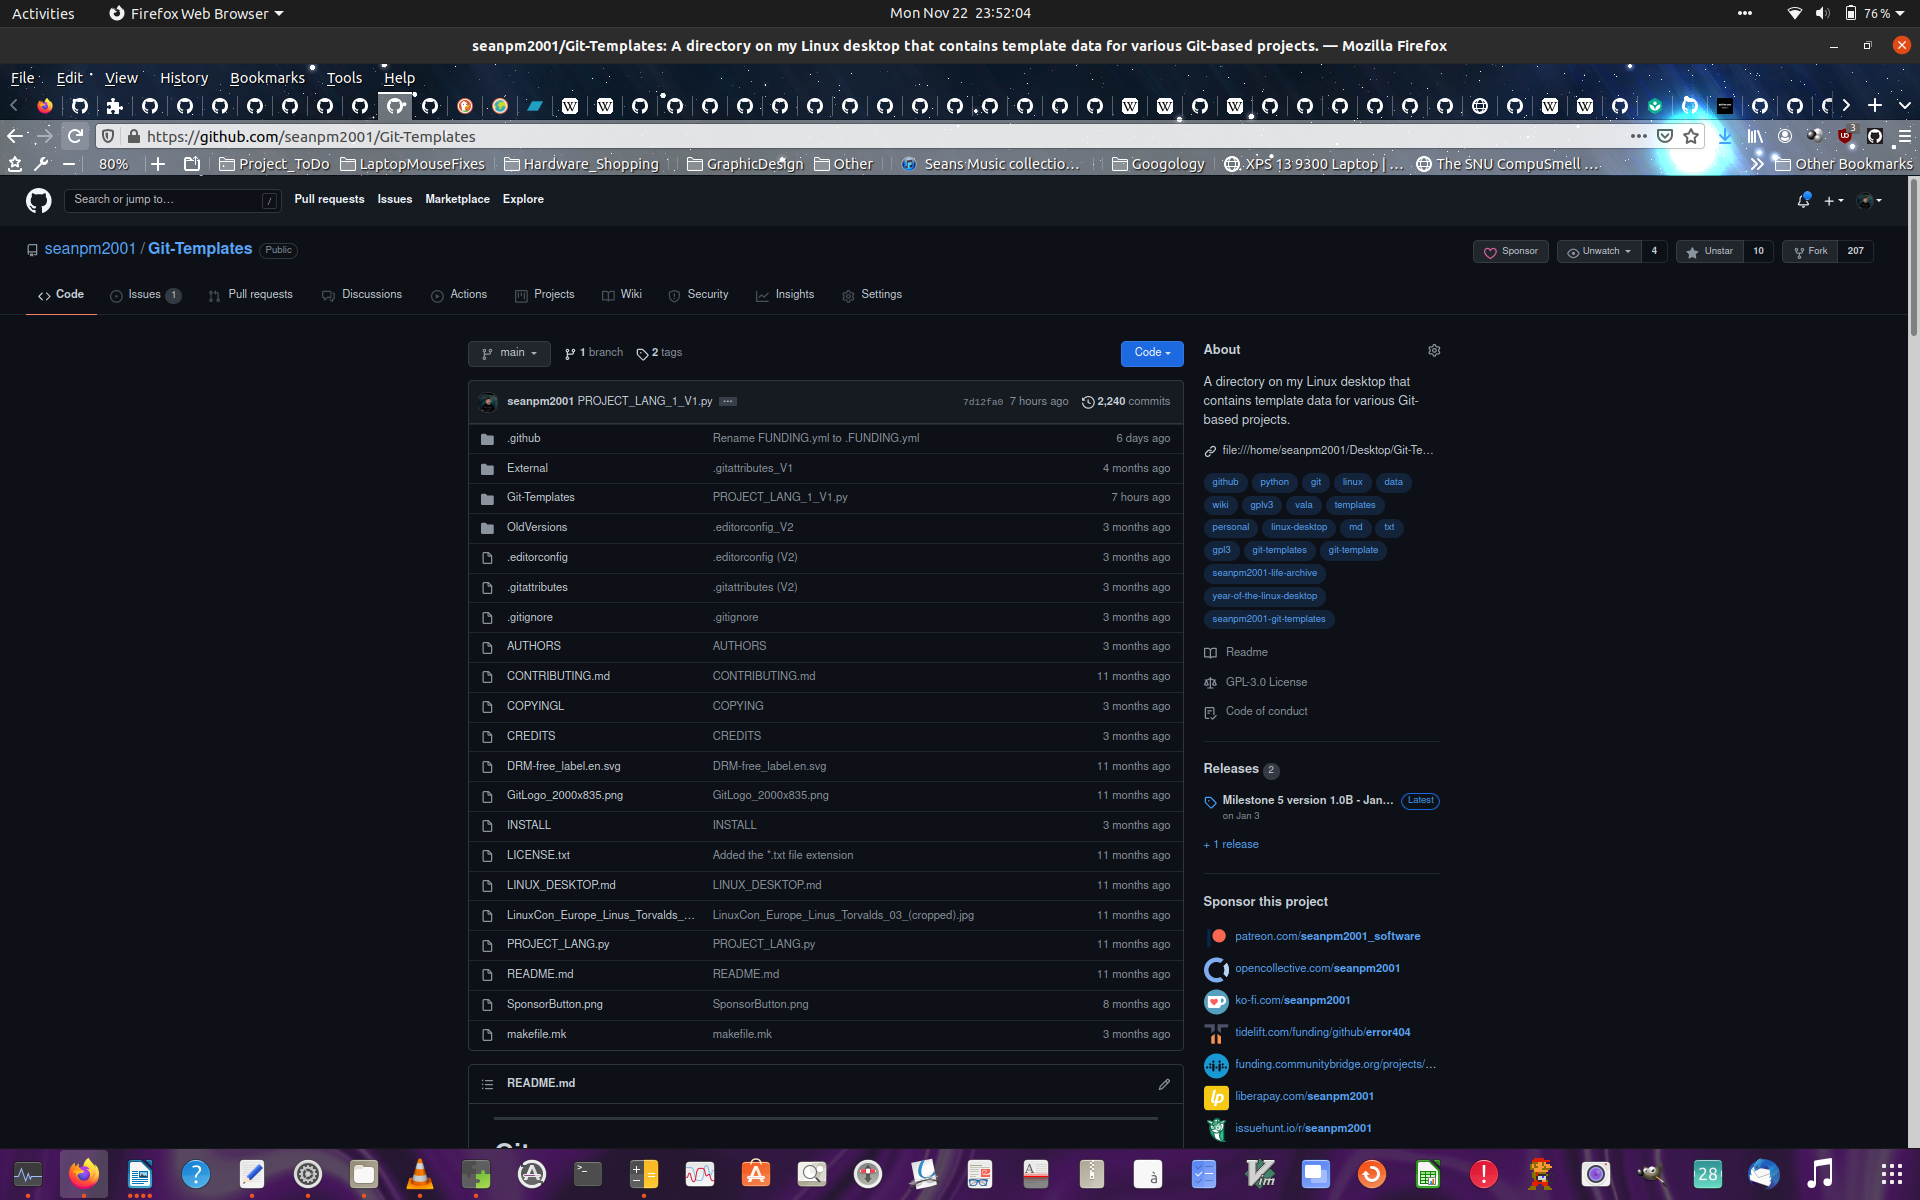 Activities Firefox Web Browser Mon Nov 22 23:52:04 76 %
seanpm2001/Git-Templates: A directory on my Linux desktop that contains template data for various Git-based projects. — Mozilla Firefox
File Edit View History Bookmarks Tools Help
https://github.com/seanpm2001/Git-Templates 3
80% Project_ToDo LaptopMouseFixes Hardware_Shopping GraphicDesign Other Seans Music collectio… Googology XPS 13 9300 Laptop | … The SNU CompuSmell … Other Bookmarks
Search or jump to… / Pull requests Issues Marketplace Explore
seanpm2001 / Git-Templates Public Sponsor Unwatch 4 Unstar 10 Fork 207
Code Issues 1 Pull requests Discussions Actions Projects Wiki Security Insights Settings
main 1 branch 2 tags Code
seanpm2001 PROJECT_LANG_1_V1.py 7d12fa0 7 hours ago 2,240 commits
.github Rename FUNDING.yml to .FUNDING.yml 6 days ago
External .gitattributes_V1 4 months ago
Git-Templates PROJECT_LANG_1_V1.py 7 hours ago
OldVersions .editorconfig_V2 3 months ago
.editorconfig .editorconfig (V2) 3 months ago
.gitattributes .gitattributes (V2) 3 months ago
.gitignore .gitignore 3 months ago
AUTHORS AUTHORS 3 months ago
CONTRIBUTING.md CONTRIBUTING.md 11 months ago
COPYINGL COPYING 3 months ago
CREDITS CREDITS 3 months ago
DRM-free_label.en.svg DRM-free_label.en.svg 11 months ago
GitLogo_2000x835.png GitLogo_2000x835.png 11 months ago
INSTALL INSTALL 3 months ago
LICENSE.txt Added the *.txt file extension 11 months ago
LINUX_DESKTOP.md LINUX_DESKTOP.md 11 months ago
LinuxCon_Europe_Linus_Torvalds_… LinuxCon_Europe_Linus_Torvalds_03_(cropped).jpg 11 months ago
PROJECT_LANG.py PROJECT_LANG.py 11 months ago
README.md README.md 11 months ago
SponsorButton.png SponsorButton.png 8 months ago
makefile.mk makefile.mk 3 months ago
README.md
About
A directory on my Linux desktop that
contains template data for various Git-
based projects.
file:///home/seanpm2001/Desktop/Git-Te…
github python git linux data
wiki gplv3 vala templates
personal linux-desktop md txt
gpl3 git-templates git-template
seanpm2001-life-archive
year-of-the-linux-desktop
seanpm2001-git-templates
Readme
GPL-3.0 License
Code of conduct
Releases 2
Milestone 5 version 1.0B - Jan… Latest
on Jan 3
+ 1 release
Sponsor this project
patreon.com/seanpm2001_software
opencollective.com/seanpm2001
ko-fi.com/seanpm2001
tidelift.com/funding/github/error404
funding.communitybridge.org/projects/…
liberapay.com/seanpm2001
issuehunt.io/r/seanpm2001
28